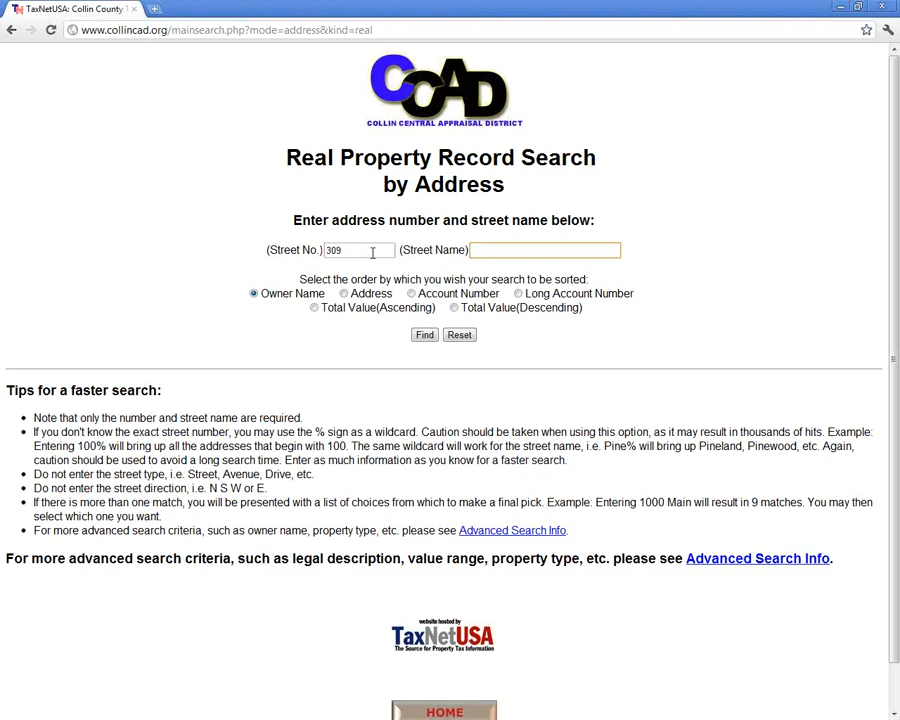 TaxNetUSA: Collin County T
www.collincad.org/mainsearch.php?mode=address&kind=real
CCAD
COLLIN CENTRAL APPRAISAL DISTRICT
Real Property Record Search
by Address
Enter address number and street name below:
(Street No.) 309 (Street Name)
Select the order by which you wish your search to be sorted:
Owner Name Address Account Number Long Account Number
Total Value(Ascending) Total Value(Descending)
Find Reset
Tips for a faster search:
• Note that only the number and street name are required.
• If you don't know the exact street number, you may use the % sign as a wildcard. Caution should be taken when using this option, as it may result in thousands of hits. Example:
Entering 100% will bring up all the addresses that begin with 100. The same wildcard will work for the street name, i.e. Pine% will bring up Pineland, Pinewood, etc. Again,
caution should be used to avoid a long search time. Enter as much information as you know for a faster search.
• Do not enter the street type, i.e. Street, Avenue, Drive, etc.
• Do not enter the street direction, i.e. N S W or E.
• If there is more than one match, you will be presented with a list of choices from which to make a final pick. Example: Entering 1000 Main will result in 9 matches. You may then
select which one you want.
• For more advanced search criteria, such as owner name, property type, etc. please see Advanced Search Info.
For more advanced search criteria, such as legal description, value range, property type, etc. please see Advanced Search Info.
website hosted by
TaxNetUSA
The Source for Property Tax Information
HOME